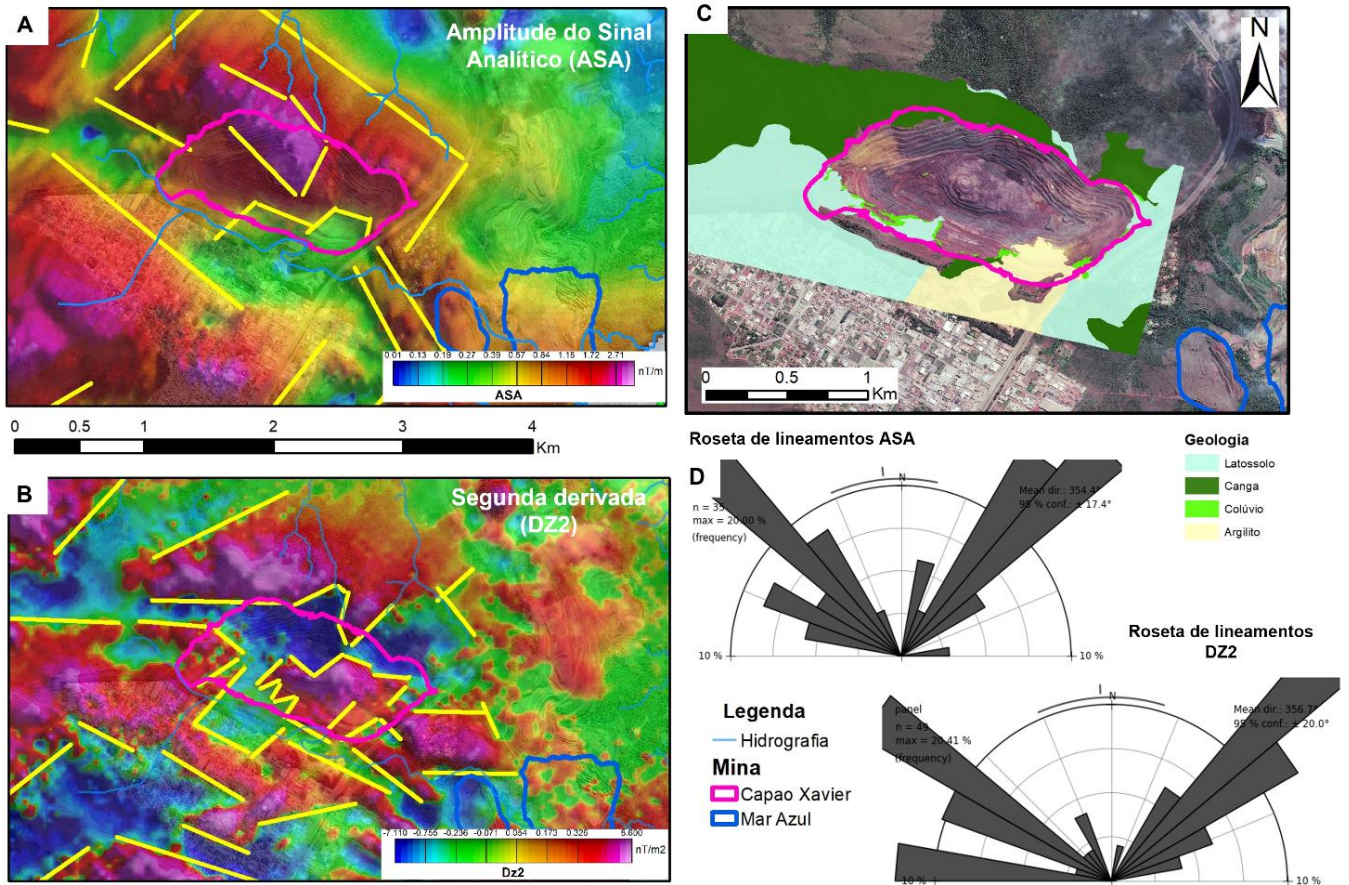 A
Amplitude do Sinal
Analítico (ASA)
0.01 0.13 0.19 0.27 0.39 0.57 0.84 1.16 1.72 2.71
nT/m
ASA
0 0.5 1 2 3 4
Km
B
Segunda derivada
(DZ2)
-7.110 -0.755 -0.236 -0.071 0.054 0.173 0.326 5.600
nT/m2
Dz2
C
N
0 0.5 1
Km
Roseta de lineamentos ASA
Geologia
Latossolo
Canga
Colúvio
Argilito
D
N
n = 35
max = 20.00 %
(frequency)
Mean dir.: 354.4°
95 % conf.: ± 17.4°
10 %
10 %
Roseta de lineamentos
DZ2
N
panel
n = 49
max = 20.41 %
(frequency)
Mean dir.: 356.7°
95 % conf.: ± 20.0°
10 %
10 %
Legenda
Hidrografia
Mina
Capao Xavier
Mar Azul